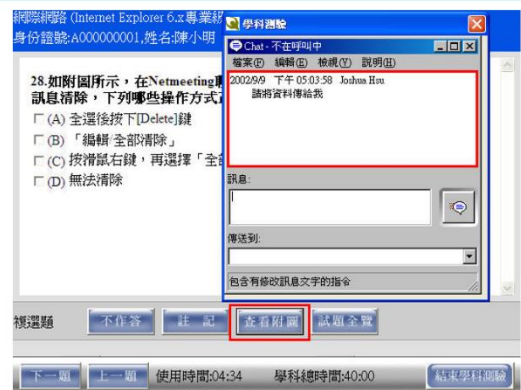 網際網路 (Internet Explorer 6.x專業級
身份證號:A000000001,姓名:陳小明
28.如附圖所示，在Netmeeting
訊息清除，下列哪些操作方式
(A) 全選後按下[Delete]鍵
(B) 「編輯/全部清除」
(C) 按滑鼠右鍵，再選擇「全
(D) 無法清除
學科測驗
Chat - 不在呼叫中
檔案(F) 編輯(E) 檢視(V) 說明(H)
2002/9/9 下午 05:03:58 Joshua Hsu
請將資料傳給我
訊息:
傳送到:
包含有修改訊息文字的指令
複選題 不作答 註 記 查看附圖 試題全覽
下一題 上一題 使用時間:04:34 學科總時間:40:00 結束學科測驗